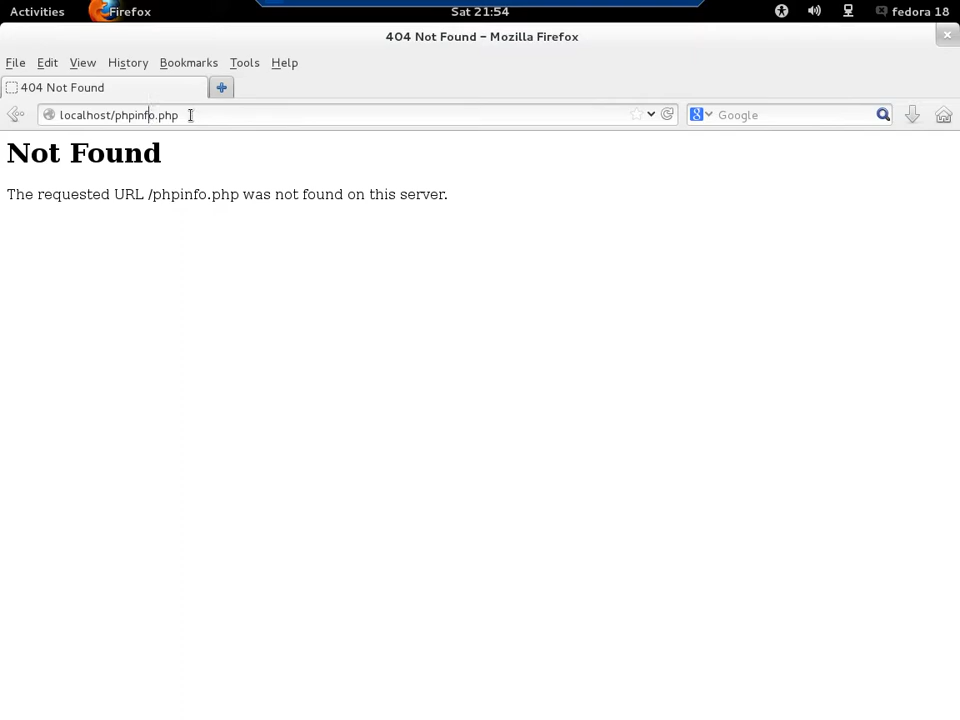 Activities Firefox Sat 21:54 fedora 18
404 Not Found – Mozilla Firefox
File Edit View History Bookmarks Tools Help
404 Not Found
localhost/phpinfo.php Google
Not Found
The requested URL /phpinfo.php was not found on this server.